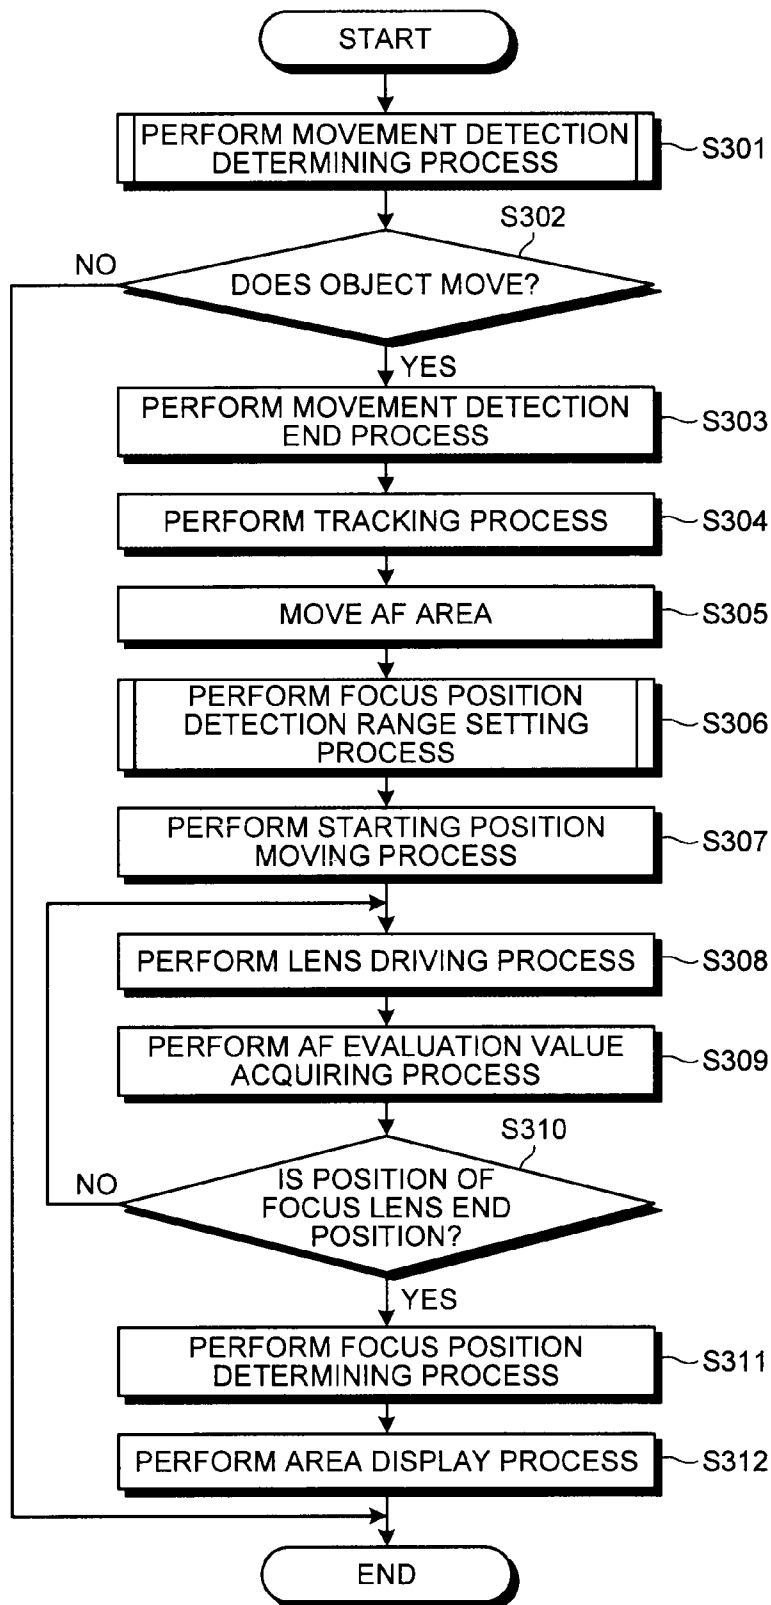 START
PERFORM MOVEMENT DETECTION
DETERMINING PROCESS
S301
S302
NO
DOES OBJECT MOVE?
YES
PERFORM MOVEMENT DETECTION
END PROCESS
S303
PERFORM TRACKING PROCESS
S304
MOVE AF AREA
S305
PERFORM FOCUS POSITION
DETECTION RANGE SETTING
PROCESS
S306
PERFORM STARTING POSITION
MOVING PROCESS
S307
PERFORM LENS DRIVING PROCESS
S308
PERFORM AF EVALUATION VALUE
ACQUIRING PROCESS
S309
S310
NO
IS POSITION OF
FOCUS LENS END
POSITION?
YES
PERFORM FOCUS POSITION
DETERMINING PROCESS
S311
PERFORM AREA DISPLAY PROCESS
S312
END